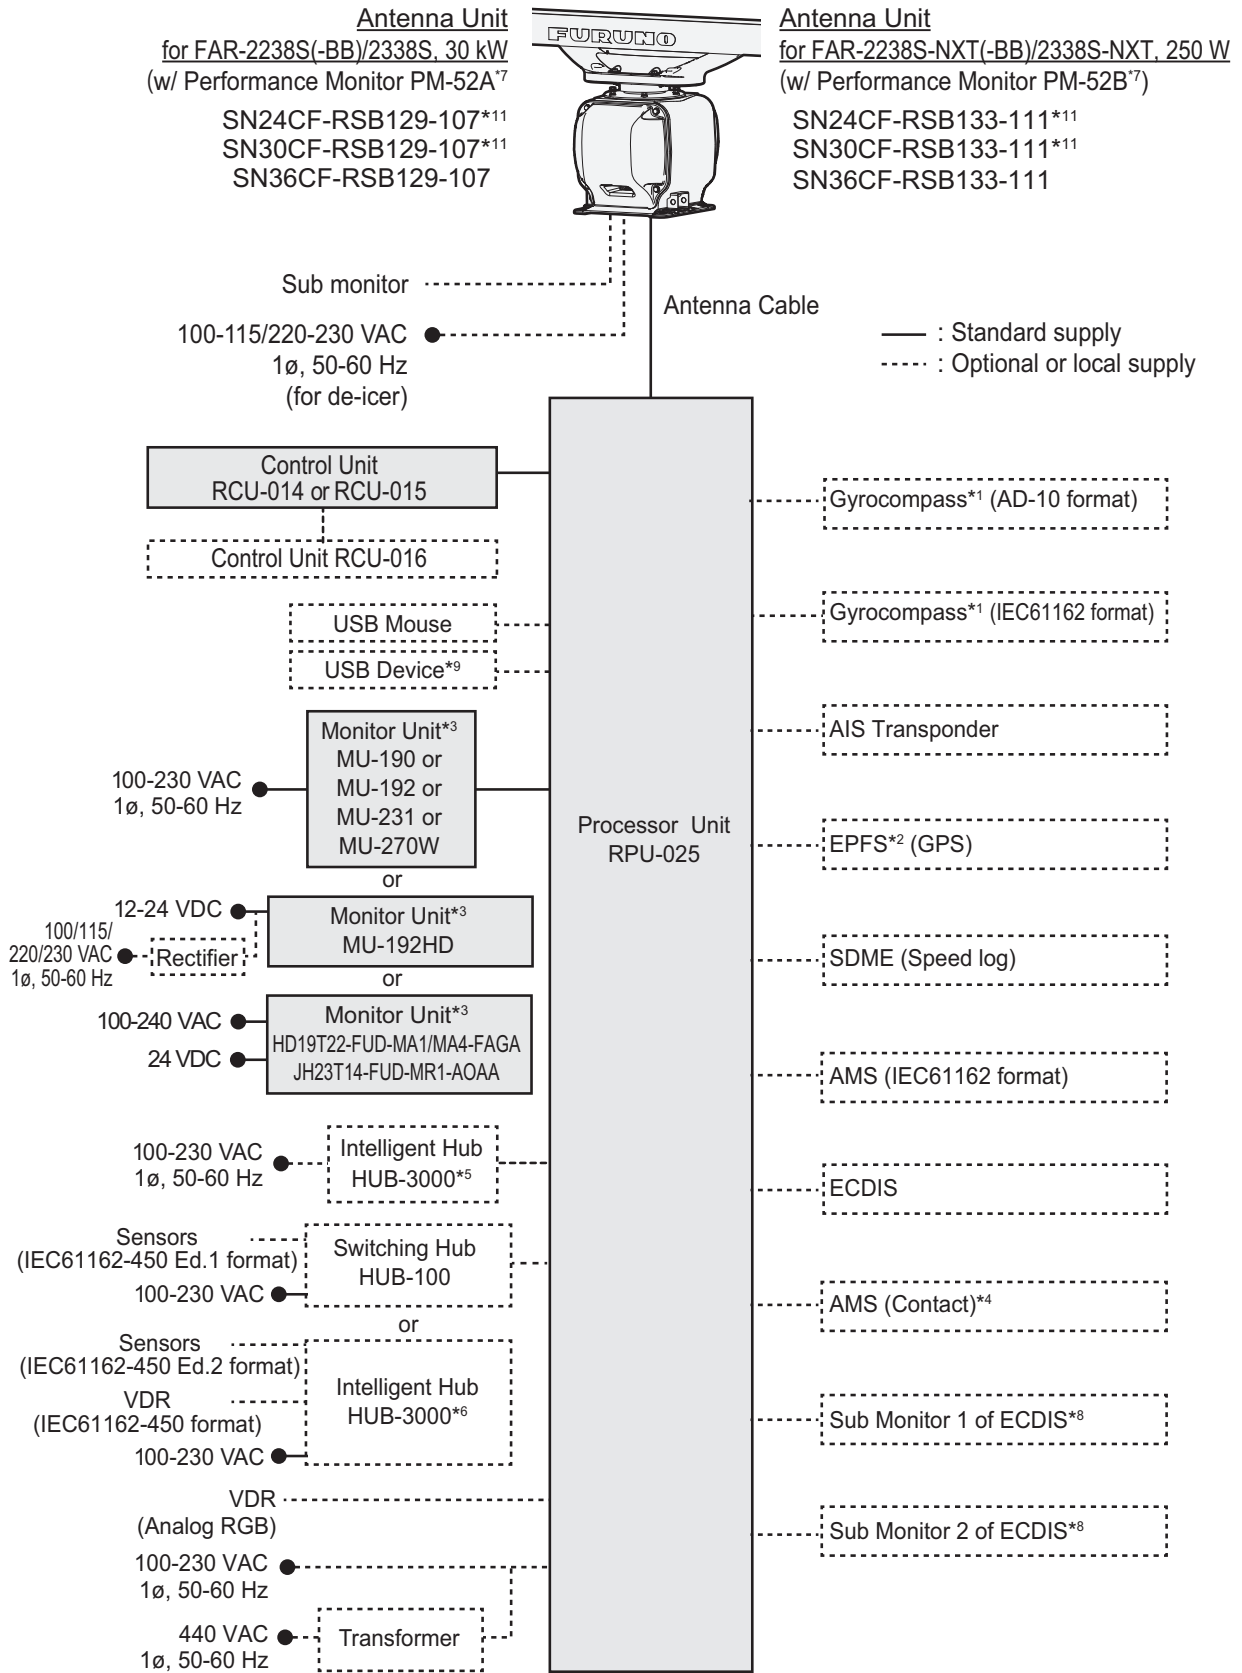 Antenna Unit
for FAR-2238S(-BB)/2338S, 30 kW
(w/ Performance Monitor PM-52A*7)
SN24CF-RSB129-107*11
SN30CF-RSB129-107*11
SN36CF-RSB129-107
FURUNO
Antenna Unit
for FAR-2238S-NXT(-BB)/2338S-NXT, 250 W
(w/ Performance Monitor PM-52B*7)
SN24CF-RSB133-111*11
SN30CF-RSB133-111*11
SN36CF-RSB133-111
Sub monitor
100-115/220-230 VAC
1ø, 50-60 Hz
(for de-icer)
Antenna Cable
: Standard supply
: Optional or local supply
Control Unit
RCU-014 or RCU-015
Control Unit RCU-016
USB Mouse
USB Device*9
Monitor Unit*3
MU-190 or
MU-192 or
MU-231 or
MU-270W
100-230 VAC
1ø, 50-60 Hz
or
12-24 VDC
100/115/
220/230 VAC
1ø, 50-60 Hz
Rectifier
Monitor Unit*3
MU-192HD
or
100-240 VAC
24 VDC
Monitor Unit*3
HD19T22-FUD-MA1/MA4-FAGA
JH23T14-FUD-MR1-AOAA
100-230 VAC
1ø, 50-60 Hz
Intelligent Hub
HUB-3000*5
Sensors
(IEC61162-450 Ed.1 format)
100-230 VAC
Switching Hub
HUB-100
or
Sensors
(IEC61162-450 Ed.2 format)
VDR
(IEC61162-450 format)
100-230 VAC
Intelligent Hub
HUB-3000*6
VDR
(Analog RGB)
100-230 VAC
1ø, 50-60 Hz
440 VAC
1ø, 50-60 Hz
Transformer
Processor Unit
RPU-025
Gyrocompass*1 (AD-10 format)
Gyrocompass*1 (IEC61162 format)
AIS Transponder
EPFS*2 (GPS)
SDME (Speed log)
AMS (IEC61162 format)
ECDIS
AMS (Contact)*4
Sub Monitor 1 of ECDIS*8
Sub Monitor 2 of ECDIS*8